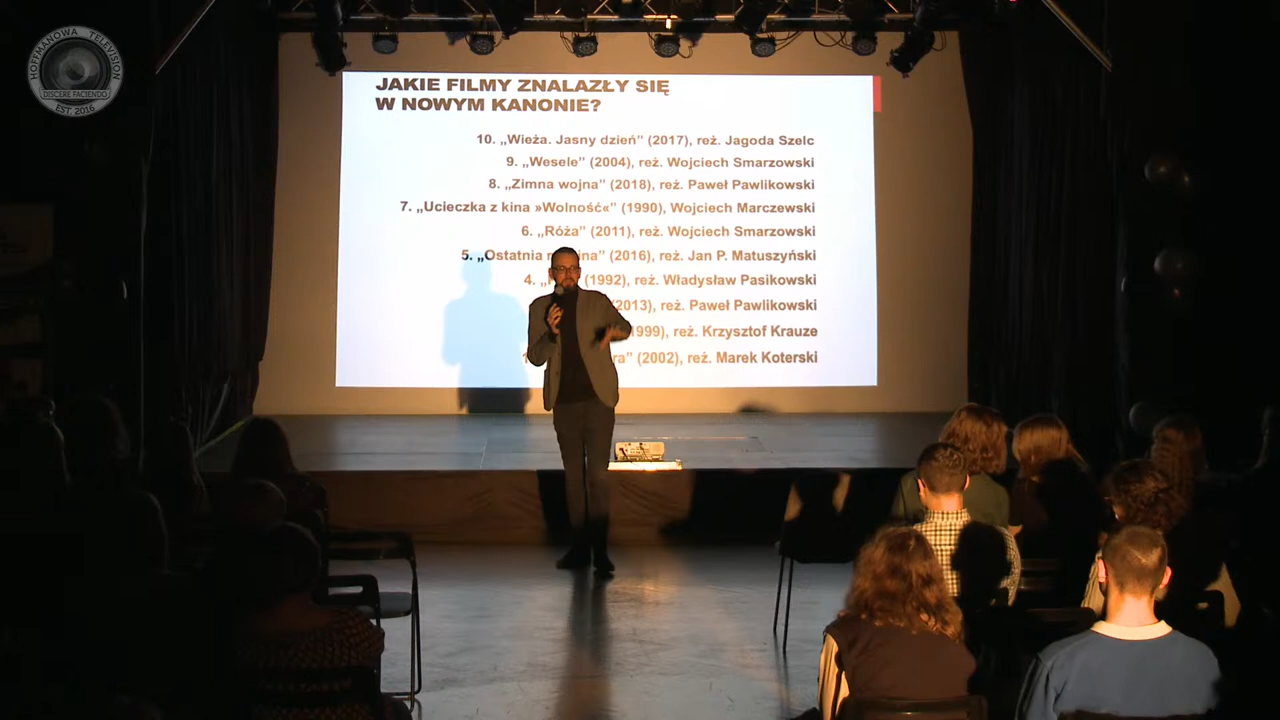 HOFFMANOWA TELEVISION
DISCERE FACIENDO
EST. 2016
JAKIE FILMY ZNALAZŁY SIĘ
W NOWYM KANONIE?
10. „Wieża. Jasny dzień” (2017), reż. Jagoda Szelc
9. „Wesele” (2004), reż. Wojciech Smarzowski
8. „Zimna wojna” (2018), reż. Paweł Pawlikowski
7. „Ucieczka z kina »Wolność«” (1990), Wojciech Marczewski
6. „Róża” (2011), reż. Wojciech Smarzowski
5. „Ostatnia (2016), reż. Jan P. Matuszyński
4. (1992), reż. Władysław Pasikowski
2013), reż. Paweł Pawlikowski
1999), reż. Krzysztof Krauze
(2002), reż. Marek Koterski